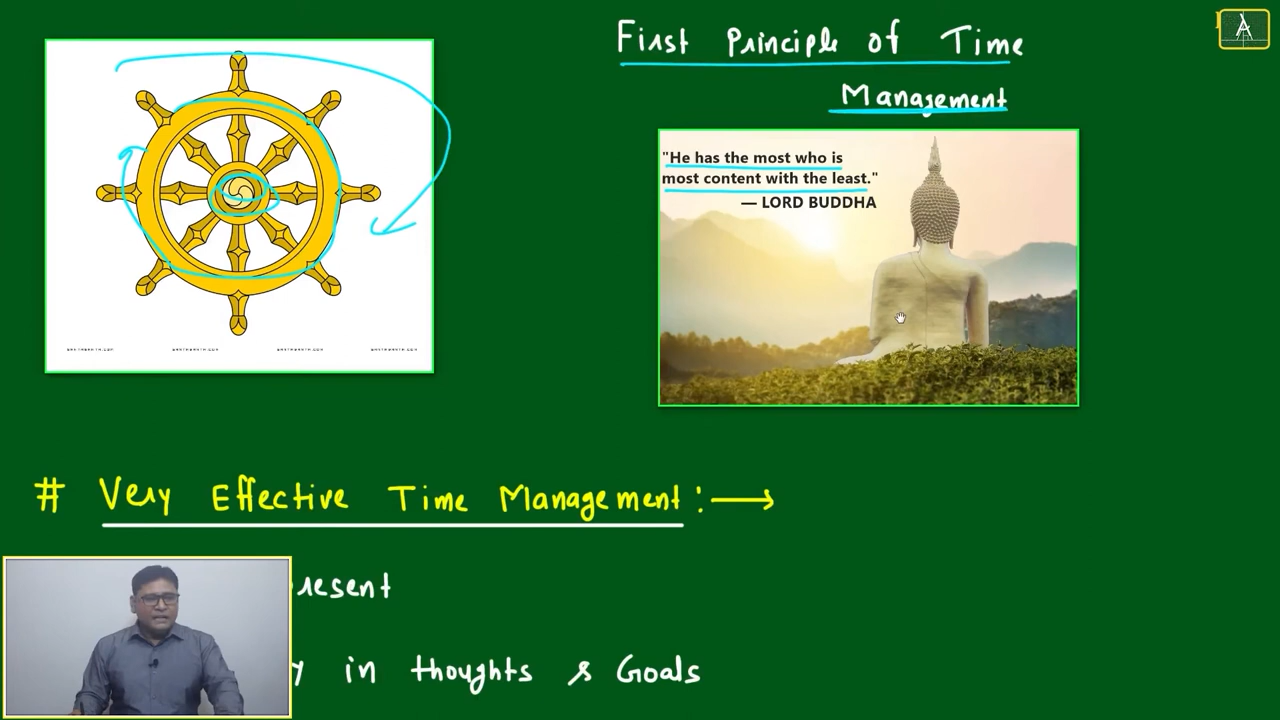 First Principle of Time
Management
"He has the most who is
most content with the least."
— LORD BUDDHA
# Very Effective Time Management :→
present
in thoughts & Goals